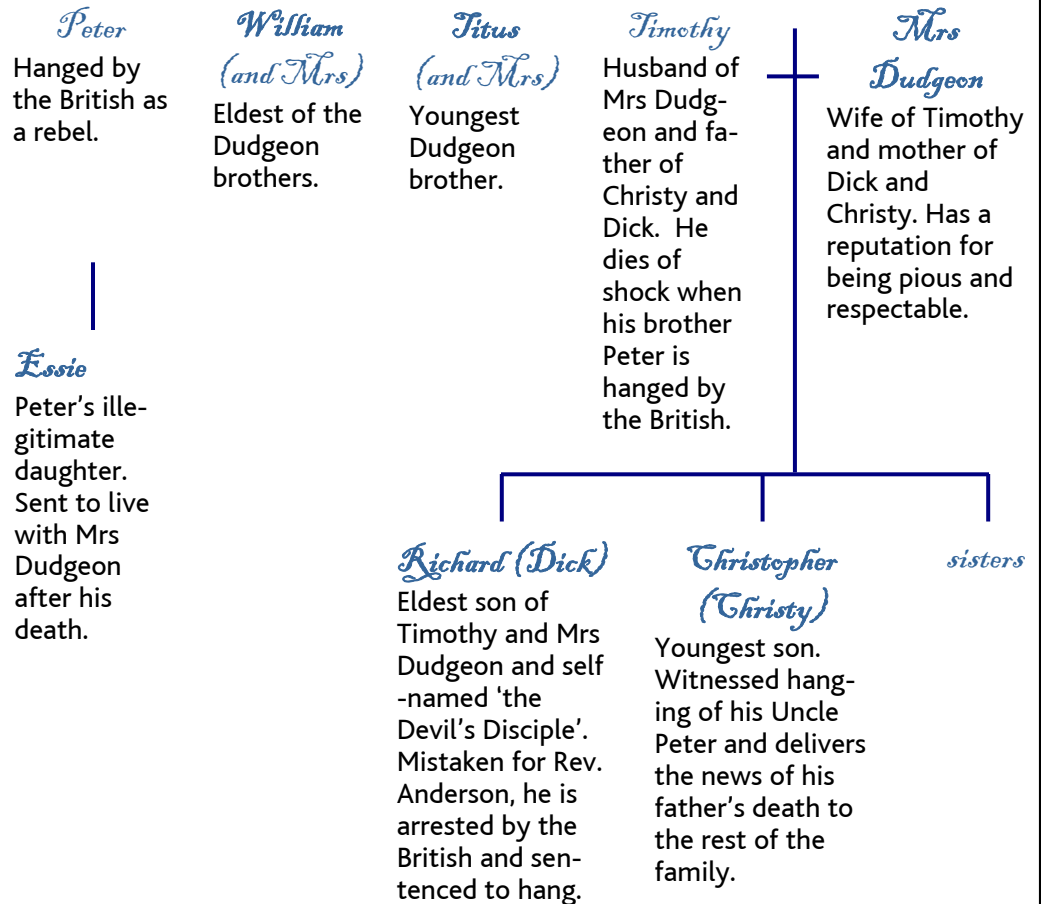 Peter
Hanged by
the British as
a rebel.
William
(and Mrs)
Eldest of the
Dudgeon
brothers.
Titus
(and Mrs)
Youngest
Dudgeon
brother.
Timothy
Husband of
Mrs Dudg-
eon and fa-
ther of
Christy and
Dick.  He
dies of
shock when
his brother
Peter is
hanged by
the British.
Mrs
Dudgeon
Wife of Timothy
and mother of
Dick and
Christy. Has a
reputation for
being pious and
respectable.
Essie
Peter's ille-
gitimate
daughter.
Sent to live
with Mrs
Dudgeon
after his
death.
Richard (Dick)
Eldest son of
Timothy and Mrs
Dudgeon and self
-named ‘the
Devil's Disciple’.
Mistaken for Rev.
Anderson, he is
arrested by the
British and sen-
tenced to hang.
Christopher
(Christy)
Youngest son.
Witnessed hang-
ing of his Uncle
Peter and delivers
the news of his
father's death to
the rest of the
family.
sisters